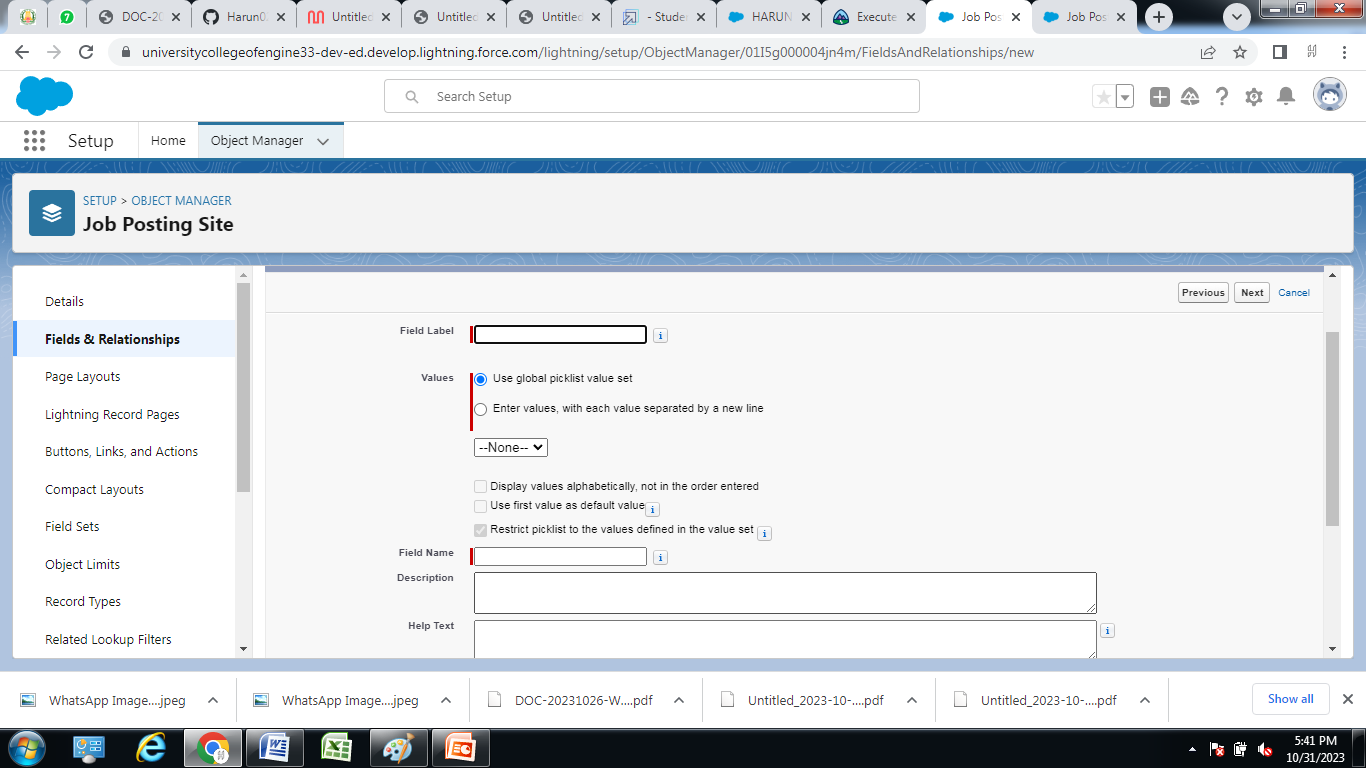 DOC-20
Harun0
Untitled
Untitled
Untitled
- Studen
HARUN
Execute
Job Pos
Job Pos
universitycollegeofengine33-dev-ed.develop.lightning.force.com/lightning/setup/ObjectManager/01I5g000004jn4m/FieldsAndRelationships/new
Search Setup
Setup
Home
Object Manager
SETUP > OBJECT MANAGER
Job Posting Site
Details
Fields & Relationships
Page Layouts
Lightning Record Pages
Buttons, Links, and Actions
Compact Layouts
Field Sets
Object Limits
Record Types
Related Lookup Filters
Previous Next Cancel
Field Label
Values
Use global picklist value set
Enter values, with each value separated by a new line
--None--
Display values alphabetically, not in the order entered
Use first value as default value
Restrict picklist to the values defined in the value set
Field Name
Description
Help Text
WhatsApp Image....jpeg
WhatsApp Image....jpeg
DOC-20231026-W....pdf
Untitled_2023-10-....pdf
Untitled_2023-10-....pdf
Show all
5:41 PM
10/31/2023